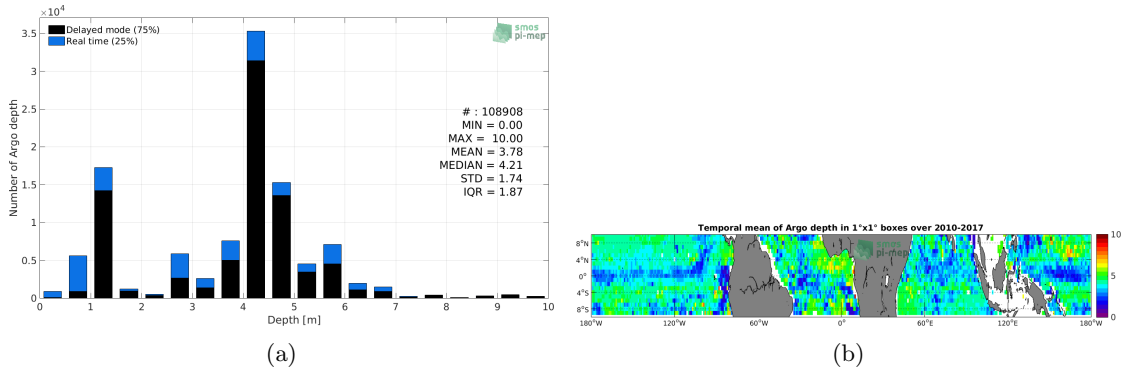 ×10⁴
Delayed mode (75%)
Real time (25%)
smos
pi-mep
3.5
3
2.5
2
1.5
1
0.5
0
Number of Argo depth
# : 108908
MIN = 0.00
MAX = 10.00
MEAN = 3.78
MEDIAN = 4.21
STD = 1.74
IQR = 1.87
0 1 2 3 4 5 6 7 8 9 10
Depth [m]
(a)
Temporal mean of Argo depth in 1°x1° boxes over 2010-2017
smos
pi-mep
8°N
4°N
0°
4°S
8°S
180°W 120°W 60°W 0° 60°E 120°E 180°W
10
5
0
(b)